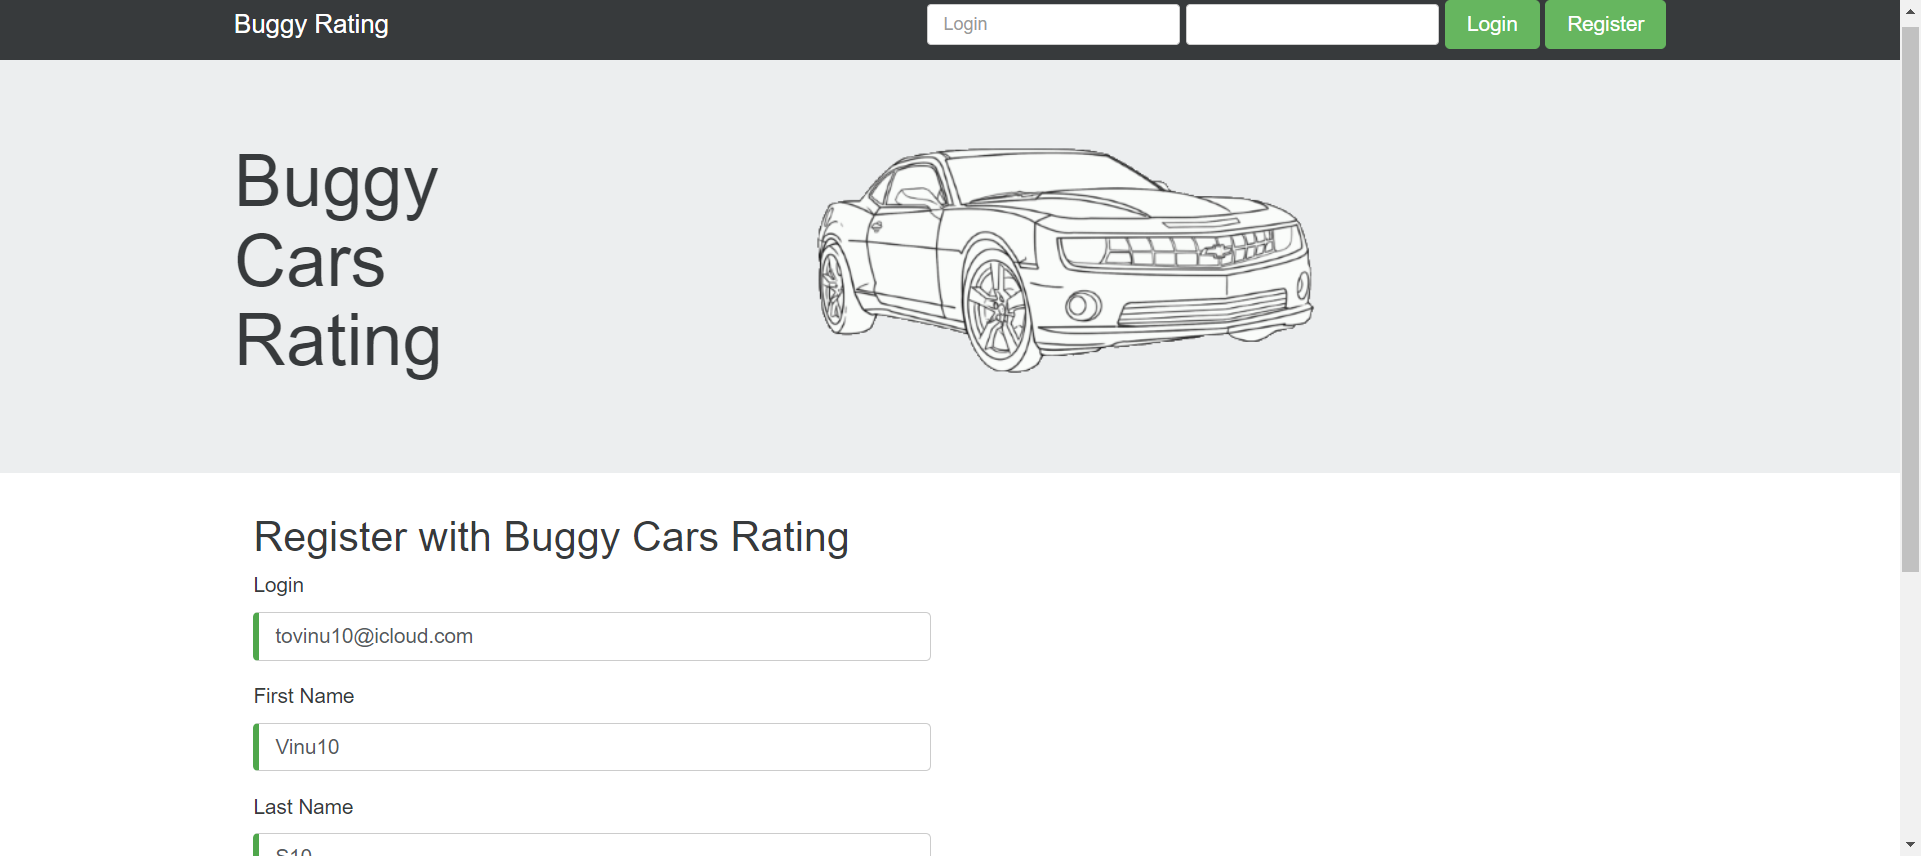 Buggy Rating
Login
Login
Register
Buggy
Cars
Rating
Register with Buggy Cars Rating
Login
tovinu10@icloud.com
First Name
Vinu10
Last Name
S10